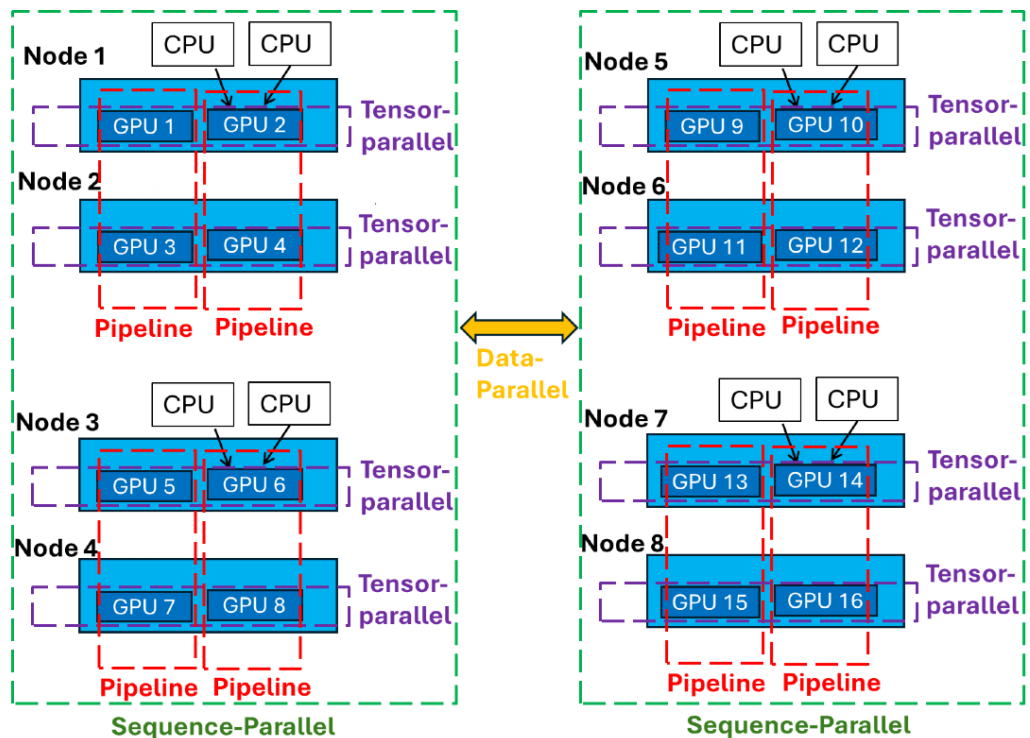 CPU
CPU
Node 1
GPU 1
GPU 2
Tensor-
parallel
Node 2
GPU 3
GPU 4
Tensor-
parallel
Pipeline
Pipeline
CPU
CPU
Node 3
GPU 5
GPU 6
Tensor-
parallel
Node 4
GPU 7
GPU 8
Tensor-
parallel
Pipeline
Pipeline
Sequence-Parallel
Data-
Parallel
CPU
CPU
Node 5
GPU 9
GPU 10
Tensor-
parallel
Node 6
GPU 11
GPU 12
Tensor-
parallel
Pipeline
Pipeline
CPU
CPU
Node 7
GPU 13
GPU 14
Tensor-
parallel
Node 8
GPU 15
GPU 16
Tensor-
parallel
Pipeline
Pipeline
Sequence-Parallel